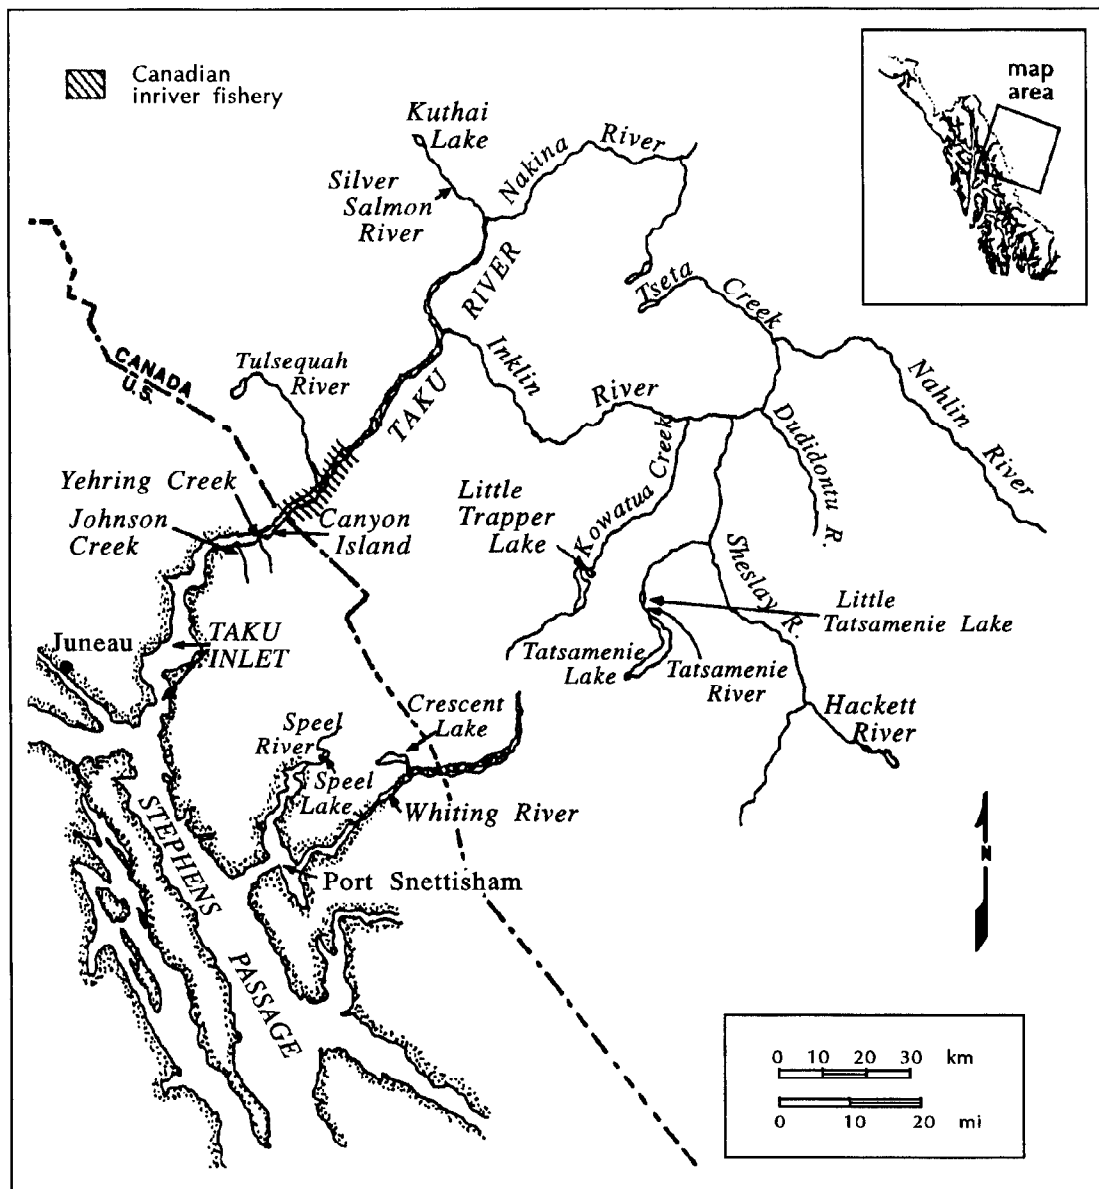 Canadian
inriver fishery
map
area
Kuthai
Lake
Nakina River
Silver
Salmon
River
TAKU RIVER
Tseta Creek
CANADA
U.S.
Tulsequah
River
Inklin River
Nahlin River
Dudidontu R.
Yehring Creek
Johnson
Creek
Canyon
Island
Little
Trapper
Lake
Kowatua Creek
Sheslay R.
Little
Tatsamenie Lake
Juneau
TAKU
INLET
Tatsamenie
Lake
Tatsamenie
River
Hackett
River
Crescent
Lake
Speel
River
Speel
Lake
Whiting River
Port Snettisham
STEPHENS PASSAGE
N
0 10 20 30 km
0 10 20 mi